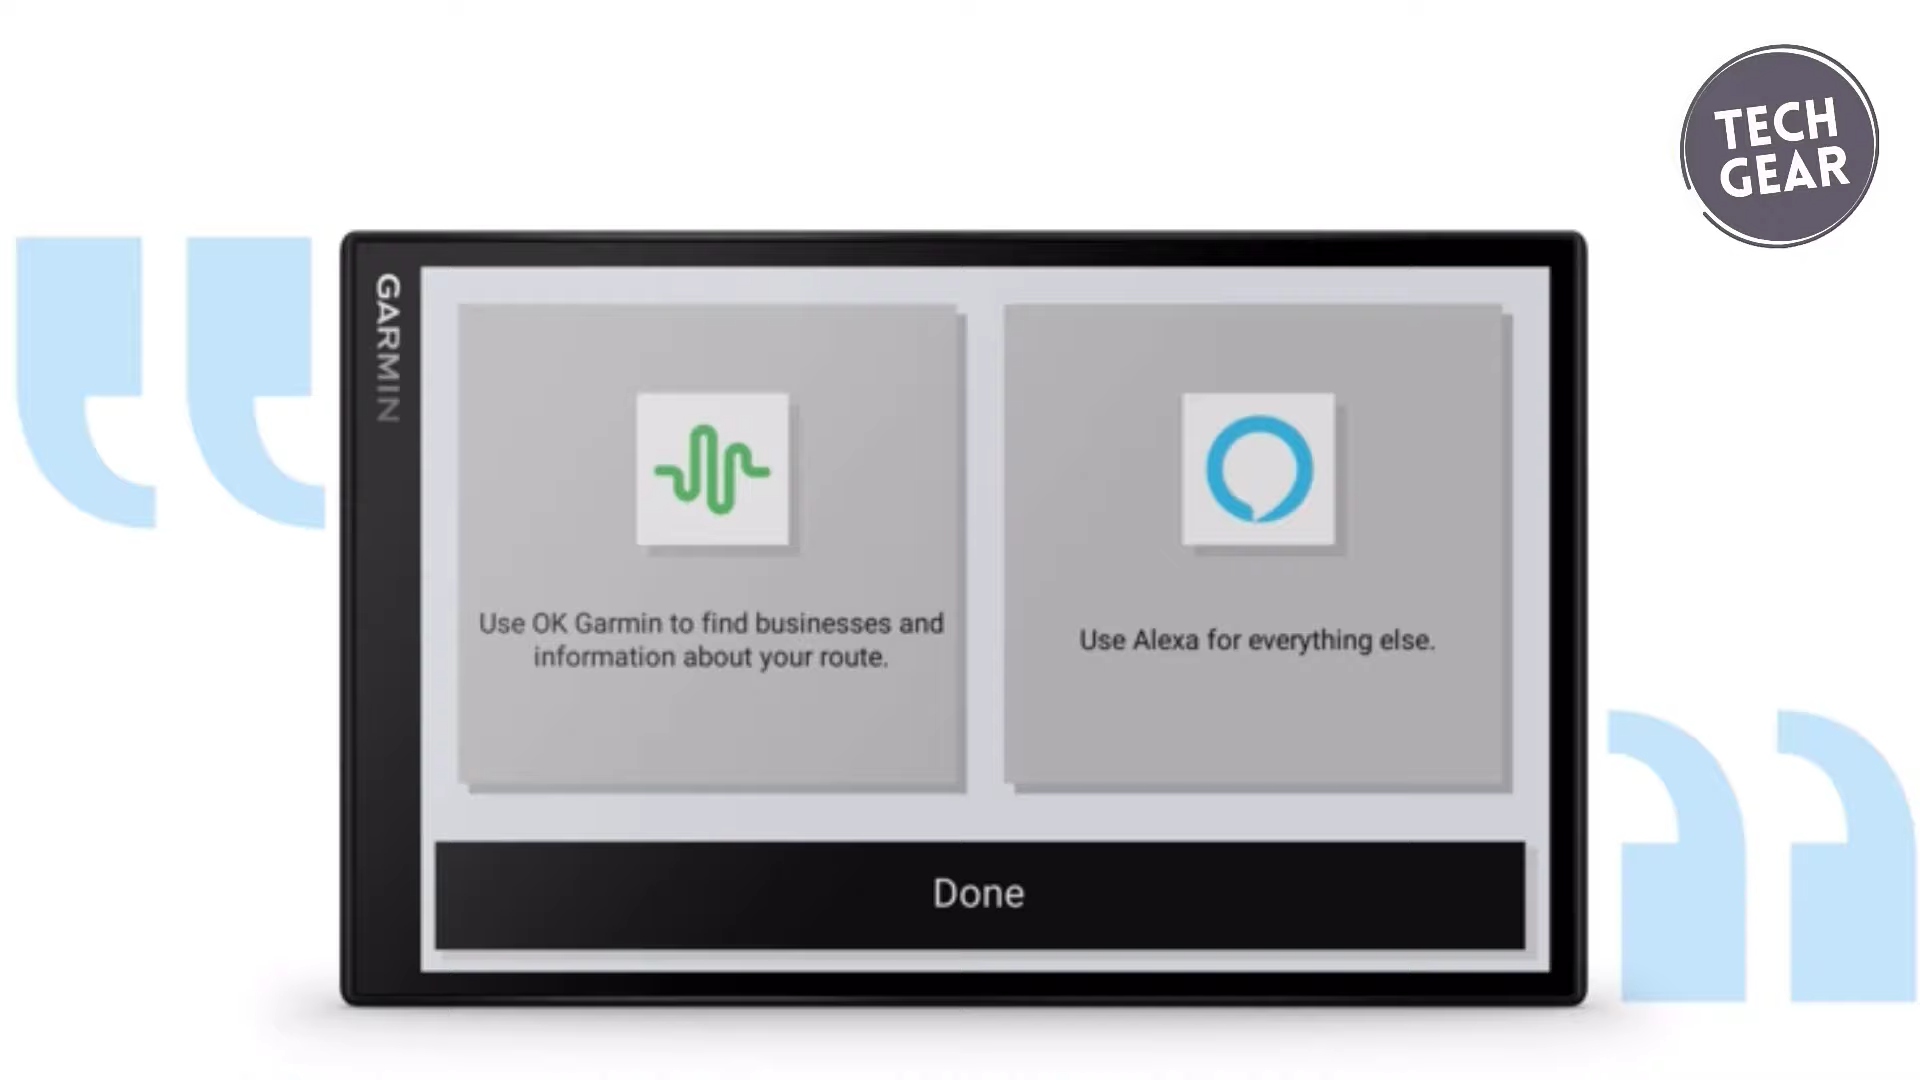 TECH
GEAR
GARMIN
Use OK Garmin to find businesses and
information about your route.
Use Alexa for everything else.
Done